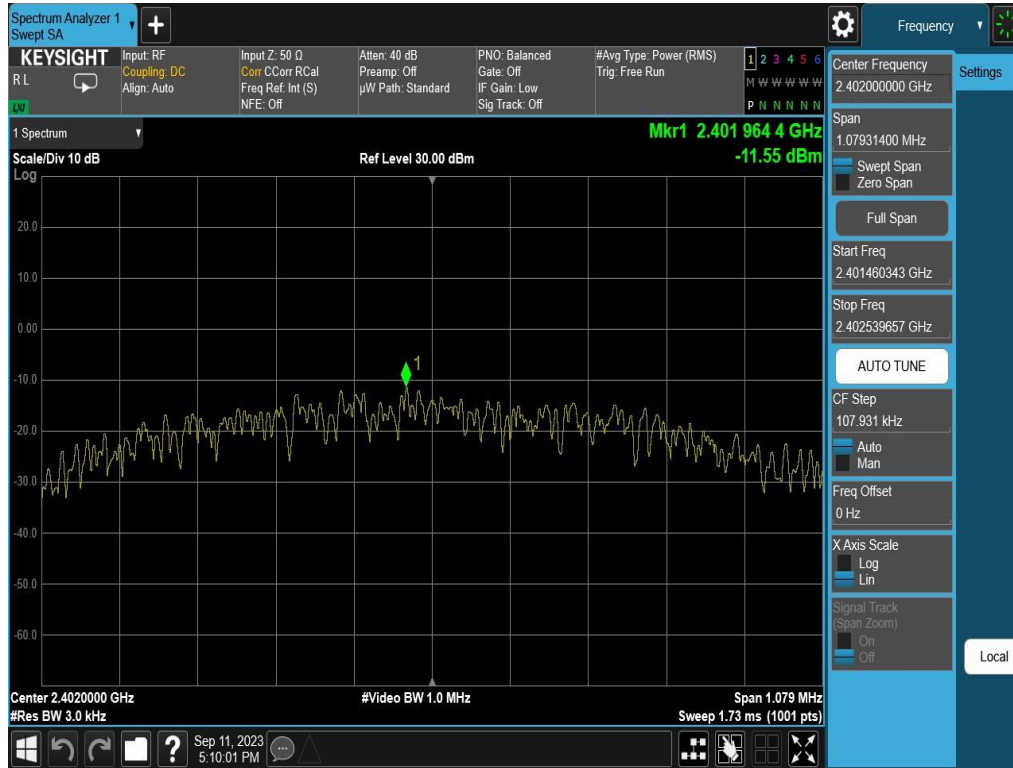 Spectrum Analyzer 1
Swept SA
Frequency
KEYSIGHT
R L
LXI
Input: RF
Coupling: DC
Align: Auto
Input Z: 50 Ω
Corr CCorr RCal
Freq Ref: Int (S)
NFE: Off
Atten: 40 dB
Preamp: Off
µW Path: Standard
PNO: Balanced
Gate: Off
IF Gain: Low
Sig Track: Off
#Avg Type: Power (RMS)
Trig: Free Run
1 2 3 4 5 6
M W W W W W
P N N N N N
1 Spectrum
Scale/Div 10 dB
Ref Level 30.00 dBm
Mkr1 2.401 964 4 GHz
-11.55 dBm
Log
20.0
10.0
0.00
-10.0
-20.0
-30.0
-40.0
-50.0
-60.0
1
Center 2.4020000 GHz
#Res BW 3.0 kHz
#Video BW 1.0 MHz
Span 1.079 MHz
Sweep 1.73 ms (1001 pts)
Center Frequency
2.402000000 GHz
Settings
Span
1.07931400 MHz
Swept Span
Zero Span
Full Span
Start Freq
2.401460343 GHz
Stop Freq
2.402539657 GHz
AUTO TUNE
CF Step
107.931 kHz
Auto
Man
Freq Offset
0 Hz
X Axis Scale
Log
Lin
Signal Track
(Span Zoom)
On
Off
Local
?
Sep 11, 2023
5:10:01 PM